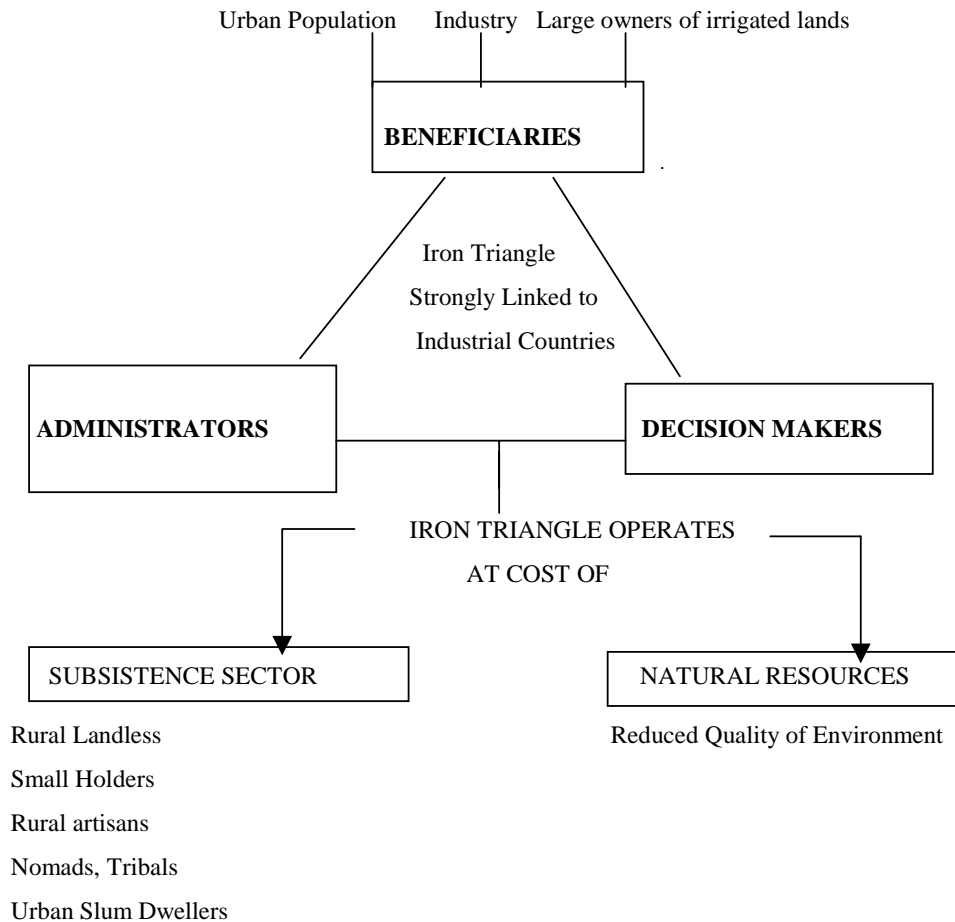 Urban Population Industry Large owners of irrigated lands
BENEFICIARIES
.
Iron Triangle
Strongly Linked to
Industrial Countries
ADMINISTRATORS
DECISION MAKERS
IRON TRIANGLE OPERATES
AT COST OF
SUBSISTENCE SECTOR
NATURAL RESOURCES
Rural Landless
Small Holders
Rural artisans
Nomads, Tribals
Urban Slum Dwellers
Reduced Quality of Environment